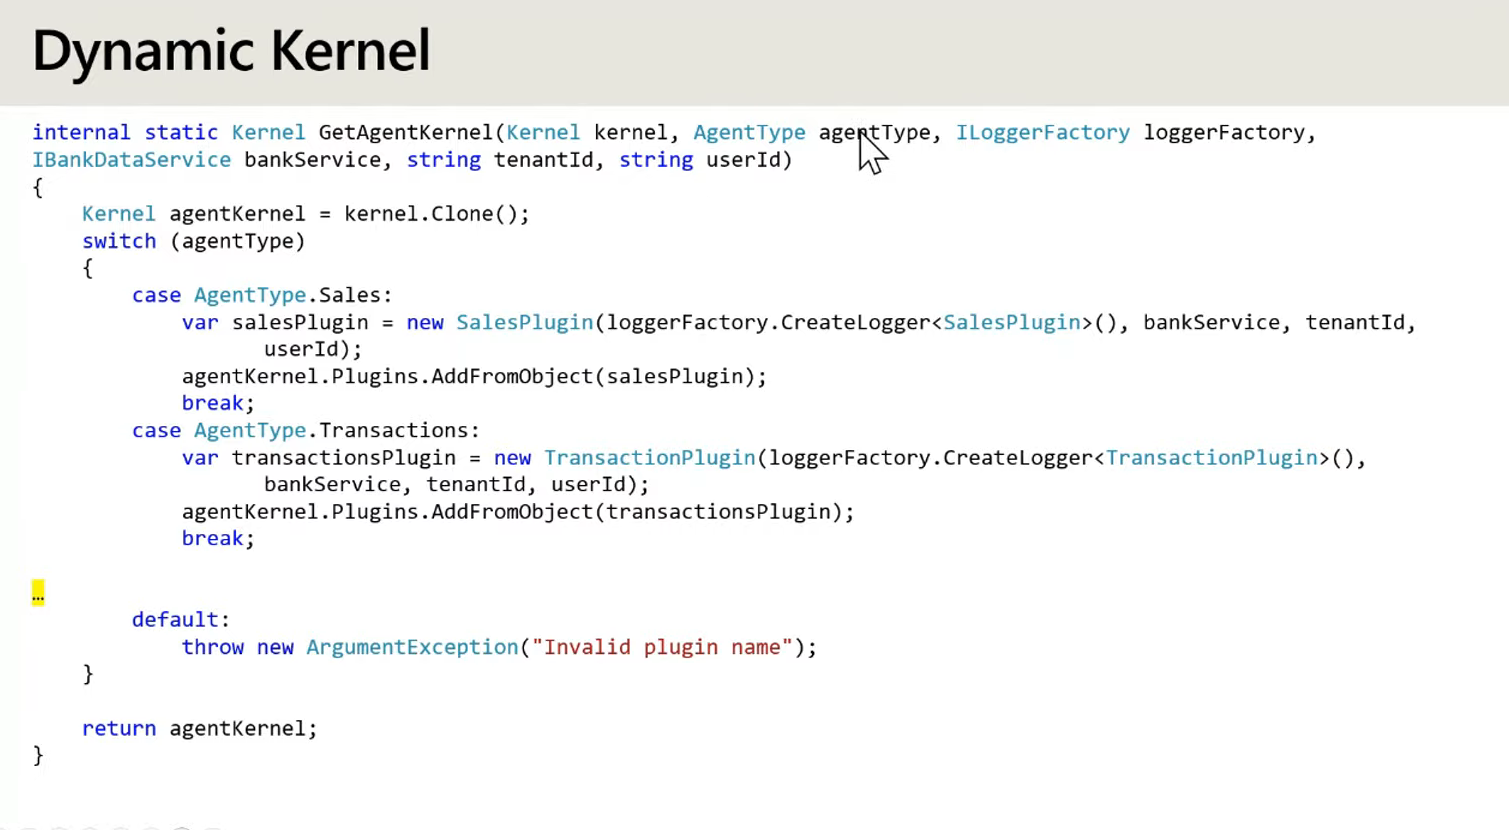 Dynamic Kernel
internal static Kernel GetAgentKernel(Kernel kernel, AgentType agentType, ILoggerFactory loggerFactory,
IBankDataService bankService, string tenantId, string userId)
{
    Kernel agentKernel = kernel.Clone();
    switch (agentType)
    {
        case AgentType.Sales:
            var salesPlugin = new SalesPlugin(loggerFactory.CreateLogger<SalesPlugin>(), bankService, tenantId,
                userId);
            agentKernel.Plugins.AddFromObject(salesPlugin);
            break;
        case AgentType.Transactions:
            var transactionsPlugin = new TransactionPlugin(loggerFactory.CreateLogger<TransactionPlugin>(),
                bankService, tenantId, userId);
            agentKernel.Plugins.AddFromObject(transactionsPlugin);
            break;
…
        default:
            throw new ArgumentException("Invalid plugin name");
    }
    return agentKernel;
}